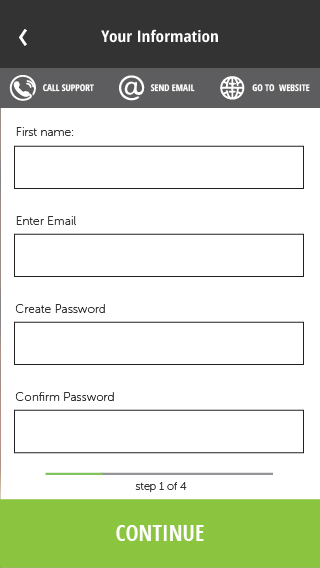 Your Information
CALL SUPPORT
SEND EMAIL
GO TO WEBSITE
First name:
Enter Email
Create Password
Confirm Password
step 1 of 4
CONTINUE